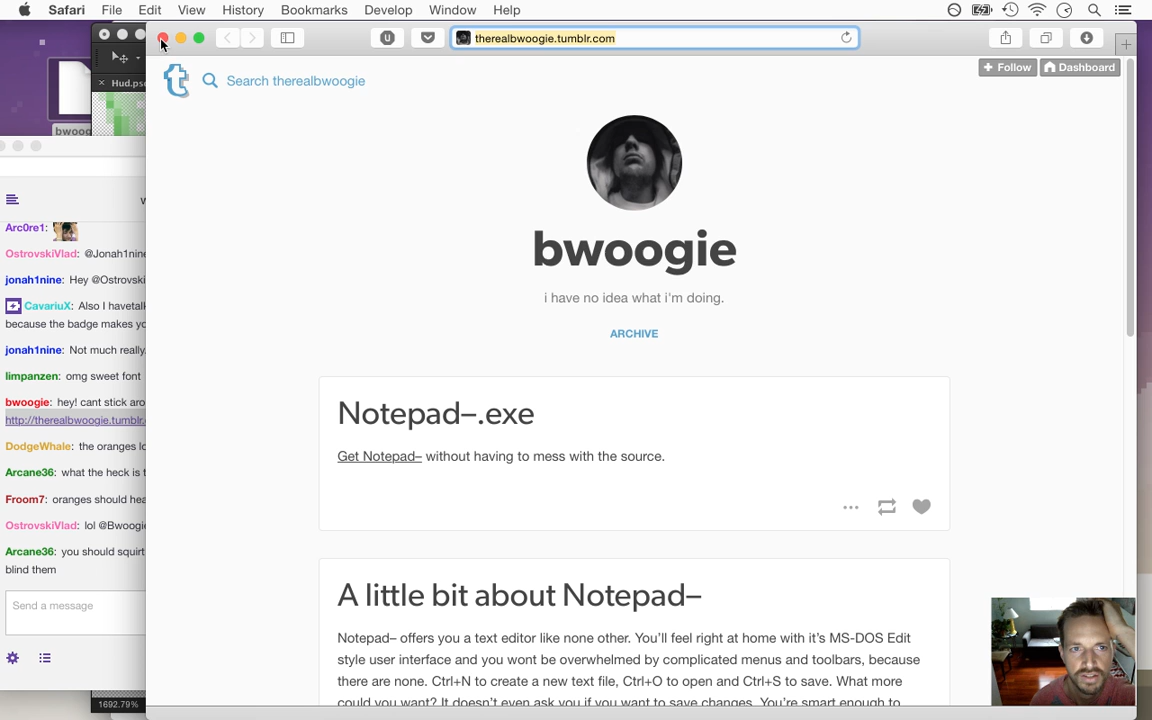 Safari File Edit View History Bookmarks Develop Window Help
therealbwoogie.tumblr.com
Hud.ps
bwoog
Search therealbwoogie
Follow
Dashboard
bwoogie
i have no idea what i'm doing.
ARCHIVE
Notepad–.exe
Get Notepad– without having to mess with the source.
A little bit about Notepad–
Notepad– offers you a text editor like none other. You'll feel right at home with it's MS-DOS Edit
style user interface and you wont be overwhelmed by complicated menus and toolbars, because
there are none. Ctrl+N to create a new text file, Ctrl+O to open and Ctrl+S to save. What more
could you want? It doesn't even ask you if you want to save changes. You're smart enough to
Arc0re1:
OstrovskiVlad: @Jonah1nine
jonah1nine: Hey @Ostrovski
CavariuX: Also I havetalk
because the badge makes yo
jonah1nine: Not much really
limpanzen: omg sweet font
bwoogie: hey! cant stick aro
http://therealbwoogie.tumblr.
DodgeWhale: the oranges lo
Arcane36: what the heck is t
Froom7: oranges should hea
OstrovskiVlad: lol @Bwoogi
Arcane36: you should squirt
blind them
Send a message
1692.79%